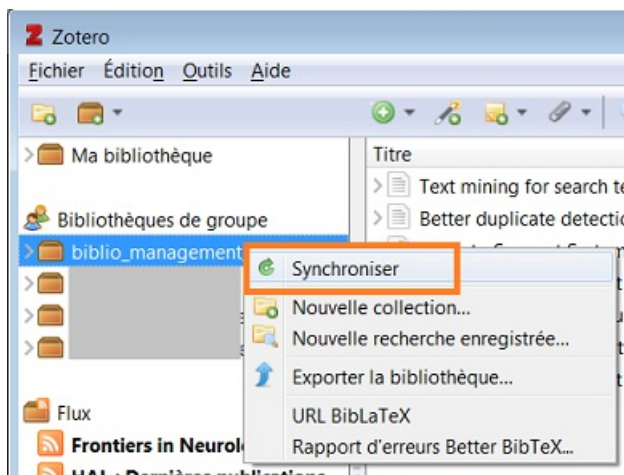 Zotero
Fichier Édition Outils Aide
Ma bibliothèque
Titre
Text mining for search te
Bibliothèques de groupe
Better duplicate detectio
biblio_management
Synchroniser
Nouvelle collection...
Nouvelle recherche enregistrée...
Exporter la bibliothèque...
Flux
URL BibLaTeX
Frontiers in Neurol
Rapport d'erreurs Better BibTeX...